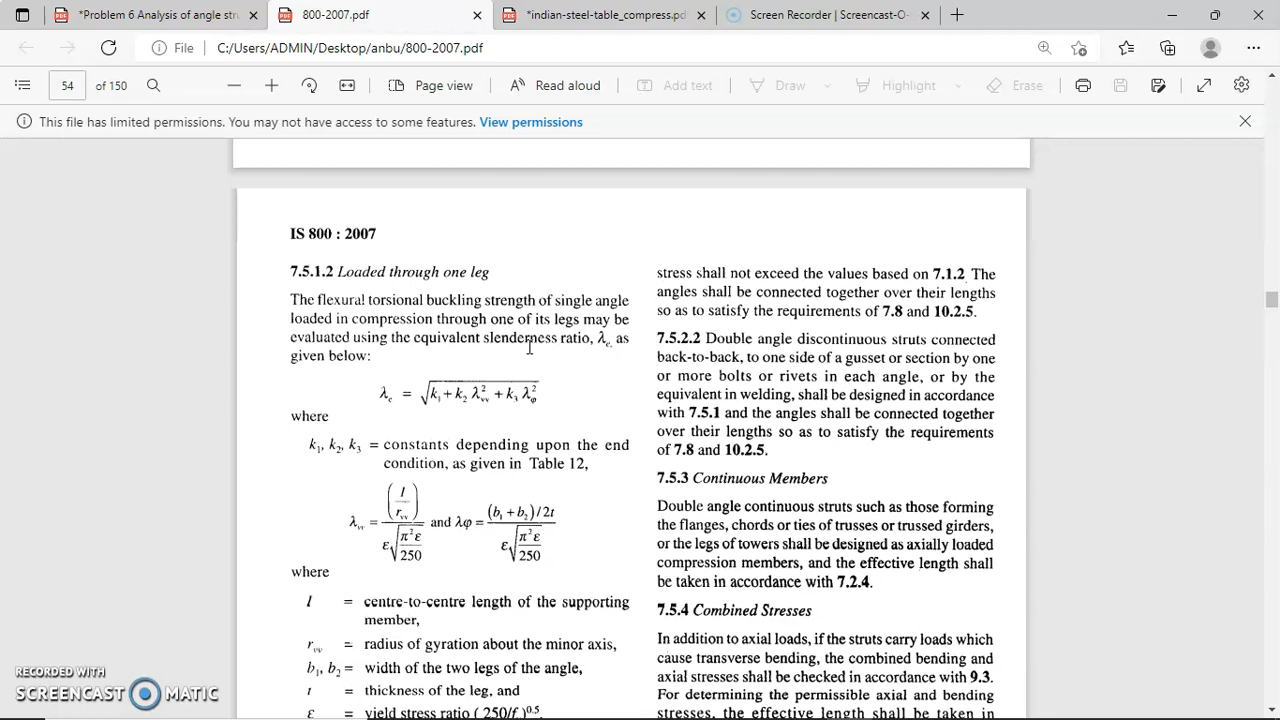 *Problem 6 Analysis of angle str
800-2007.pdf
*indian-steel-table_compress.pd
Screen Recorder | Screencast-O-
File
C:/Users/ADMIN/Desktop/anbu/800-2007.pdf
54 of 150
Page view
Read aloud
Add text
Draw
Highlight
Erase
This file has limited permissions. You may not have access to some features. View permissions
IS 800 : 2007
7.5.1.2 Loaded through one leg
The flexural torsional buckling strength of single angle
loaded in compression through one of its legs may be
evaluated using the equivalent slenderness ratio, λe, as
given below:
λe = √(k1 + k2 λ²vv + k3 λ²φ)
where
k1, k2, k3 = constants depending upon the end
condition, as given in Table 12,
λvv = (l/rvv) / (ε√(π²ε/250)) and λφ = (b1 + b2)/2t / (ε√(π²ε/250))
where
l = centre-to-centre length of the supporting
member,
rvv = radius of gyration about the minor axis,
b1, b2 = width of the two legs of the angle,
t = thickness of the leg, and
ε = yield stress ratio ( 250/f )0.5.
stress shall not exceed the values based on 7.1.2. The
angles shall be connected together over their lengths
so as to satisfy the requirements of 7.8 and 10.2.5.
7.5.2.2 Double angle discontinuous struts connected
back-to-back, to one side of a gusset or section by one
or more bolts or rivets in each angle, or by the
equivalent in welding, shall be designed in accordance
with 7.5.1 and the angles shall be connected together
over their lengths so as to satisfy the requirements
of 7.8 and 10.2.5.
7.5.3 Continuous Members
Double angle continuous struts such as those forming
the flanges, chords or ties of trusses or trussed girders,
or the legs of towers shall be designed as axially loaded
compression members, and the effective length shall
be taken in accordance with 7.2.4.
7.5.4 Combined Stresses
In addition to axial loads, if the struts carry loads which
cause transverse bending, the combined bending and
axial stresses shall be checked in accordance with 9.3.
For determining the permissible axial and bending
stresses, the effective length shall be taken in
RECORDED WITH
SCREENCAST MATIC